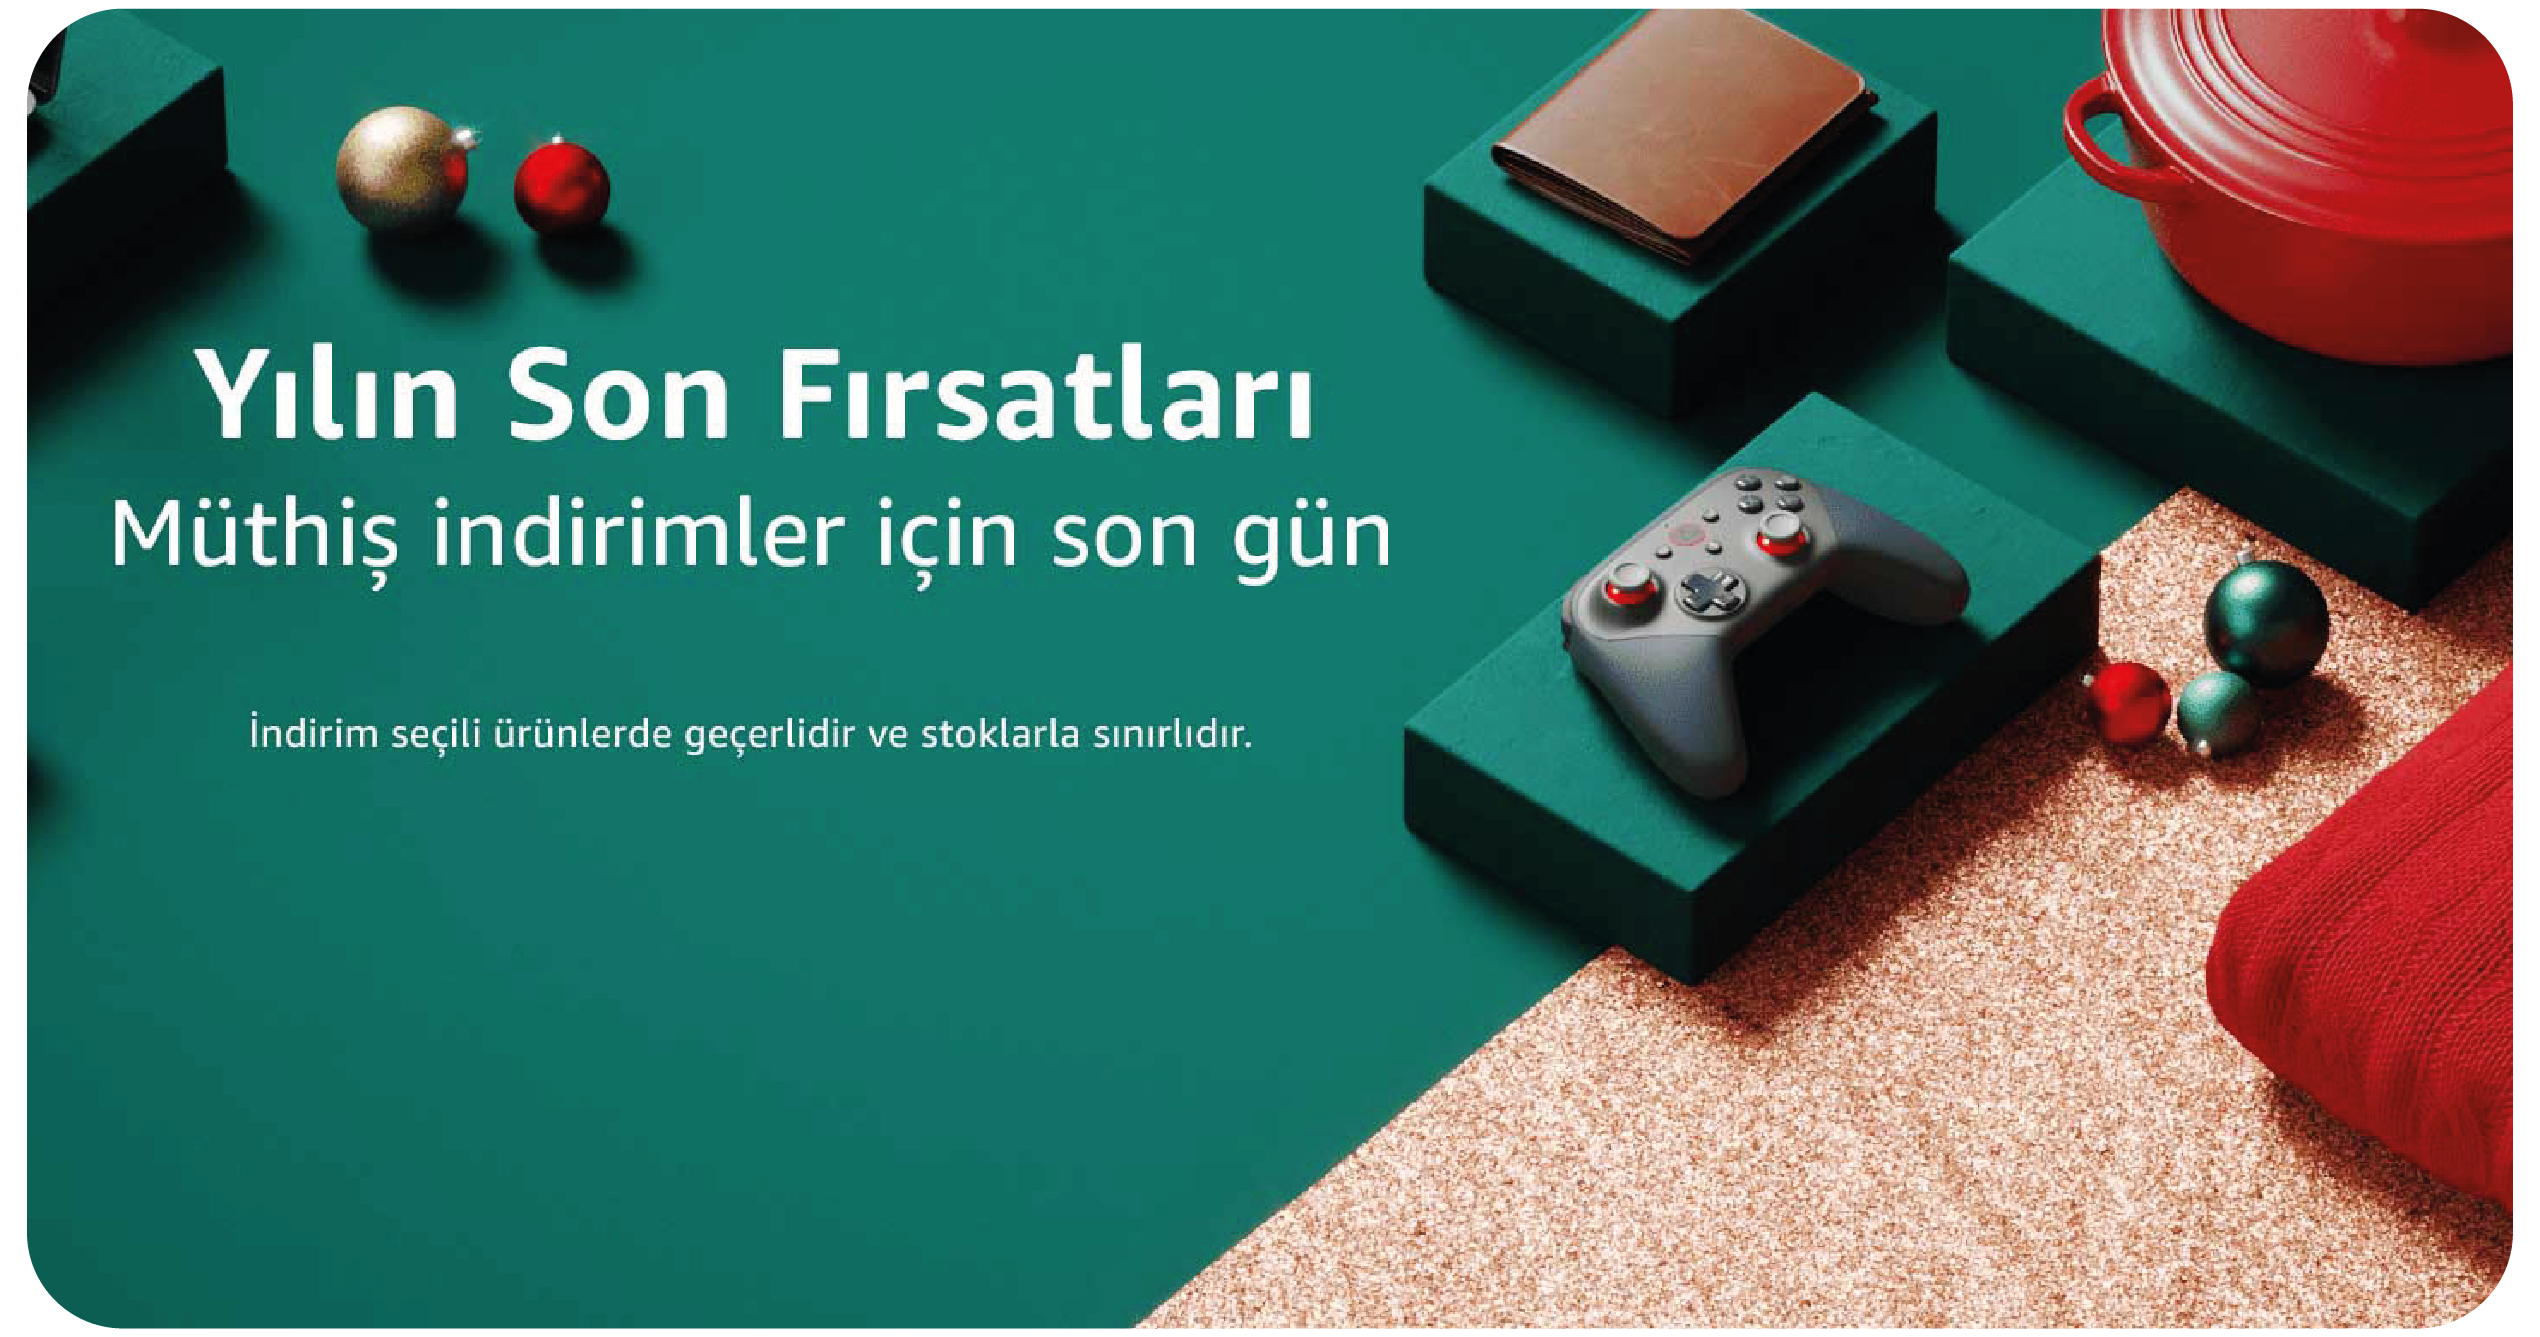 Yılın Son Fırsatları
Müthiş indirimler için son gün
İndirim seçili ürünlerde geçerlidir ve stoklarla sınırlıdır.